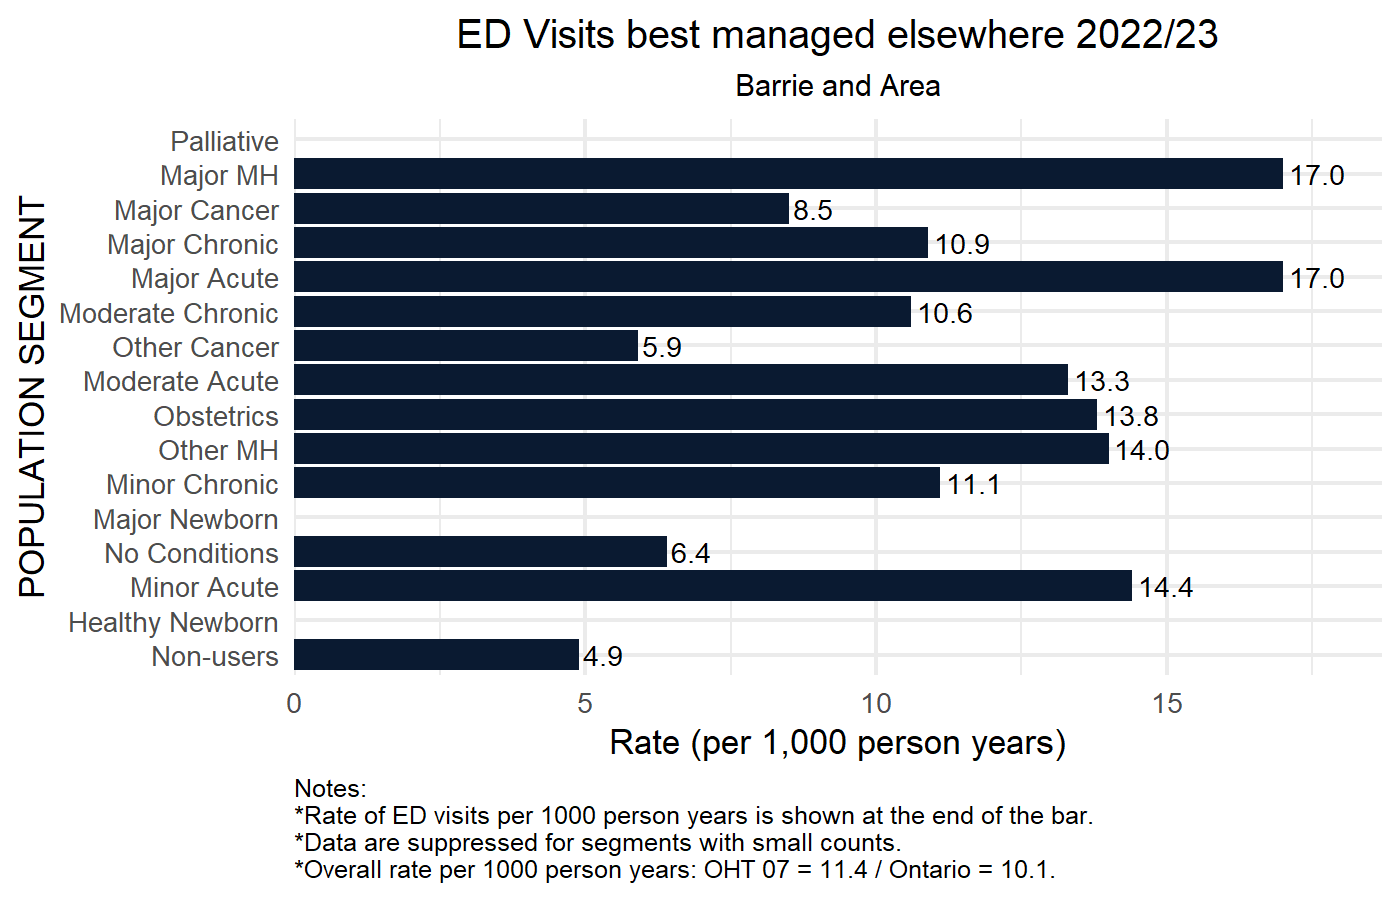 ED Visits best managed elsewhere 2022/23
Barrie and Area
POPULATION SEGMENT
Palliative
Major MH 17.0
Major Cancer 8.5
Major Chronic 10.9
Major Acute 17.0
Moderate Chronic 10.6
Other Cancer 5.9
Moderate Acute 13.3
Obstetrics 13.8
Other MH 14.0
Minor Chronic 11.1
Major Newborn
No Conditions 6.4
Minor Acute 14.4
Healthy Newborn
Non-users 4.9
0 5 10 15
Rate (per 1,000 person years)
Notes:
*Rate of ED visits per 1000 person years is shown at the end of the bar.
*Data are suppressed for segments with small counts.
*Overall rate per 1000 person years: OHT 07 = 11.4 / Ontario = 10.1.